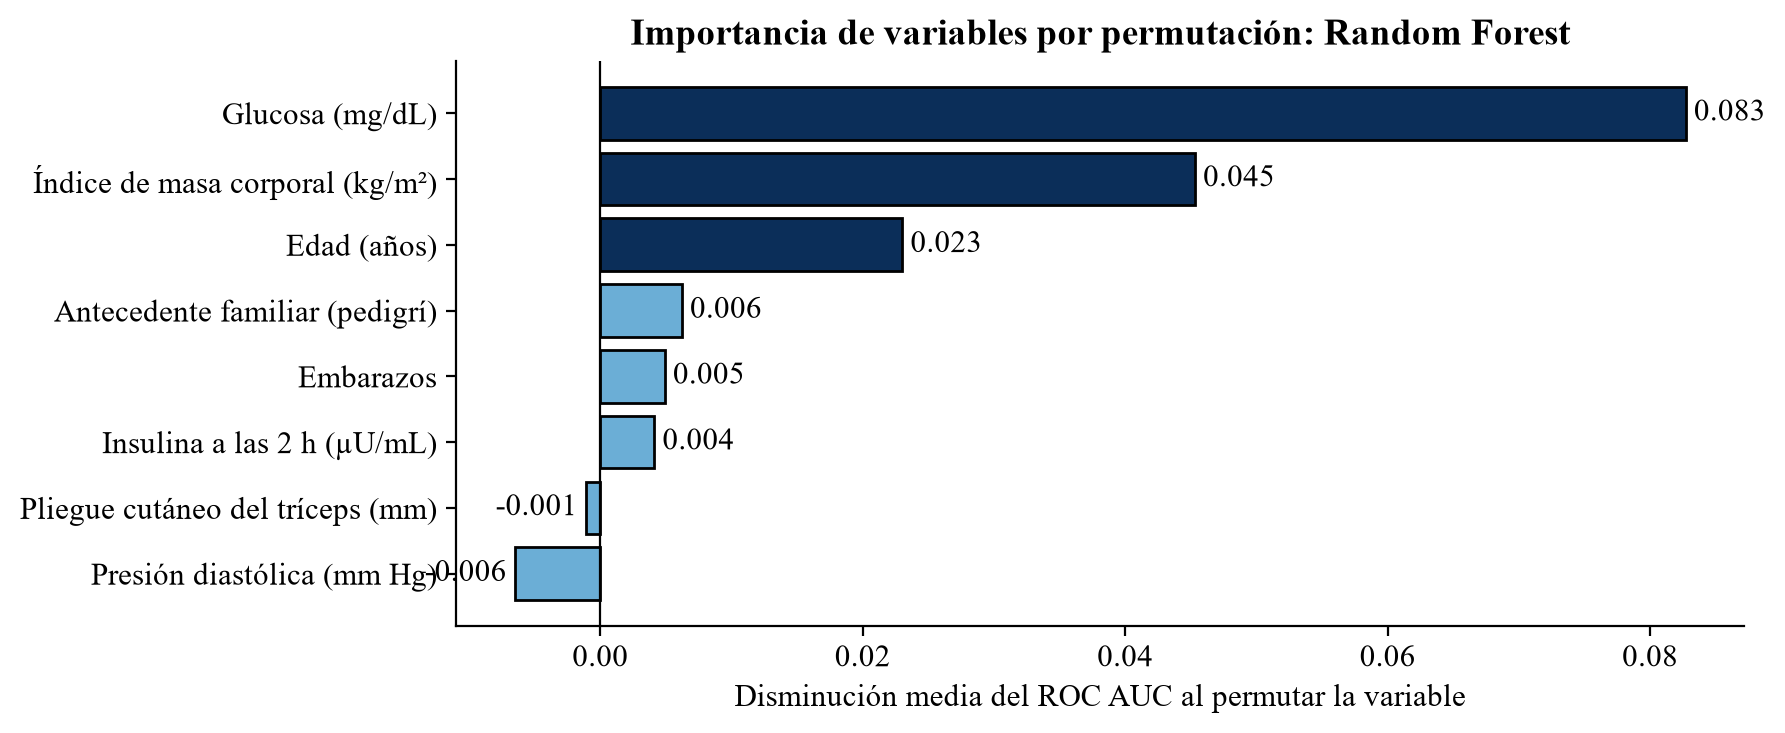 Importancia de variables por permutación: Random Forest
Glucosa (mg/dL) 0.083
Índice de masa corporal (kg/m²) 0.045
Edad (años) 0.023
Antecedente familiar (pedigrí) 0.006
Embarazos 0.005
Insulina a las 2 h (µU/mL) 0.004
Pliegue cutáneo del tríceps (mm) -0.001
Presión diastólica (mm Hg) -0.006
0.00 0.02 0.04 0.06 0.08
Disminución media del ROC AUC al permutar la variable